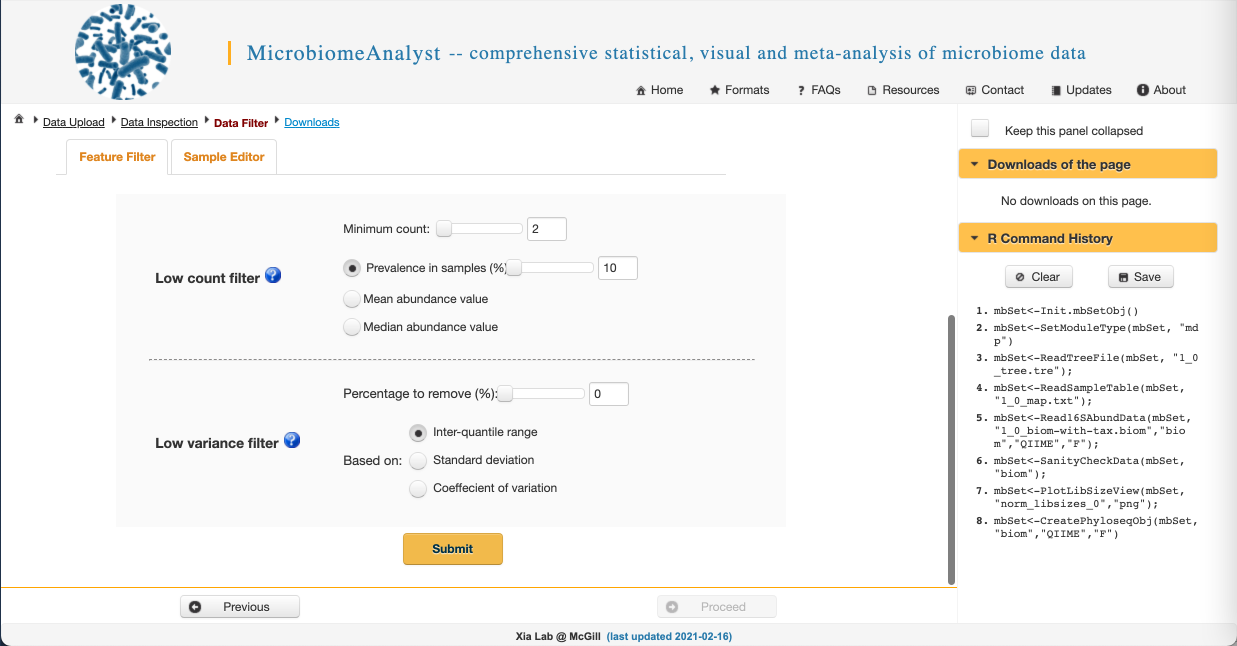 MicrobiomeAnalyst -- comprehensive statistical, visual and meta-analysis of microbiome data
Home Formats FAQs Resources Contact Updates About
Data Upload Data Inspection Data Filter Downloads
Feature Filter Sample Editor
Low count filter
Minimum count: 2
Prevalence in samples (%) 10
Mean abundance value
Median abundance value
Low variance filter
Percentage to remove (%): 0
Based on:
Inter-quantile range
Standard deviation
Coeffecient of variation
Submit
Previous Proceed
Keep this panel collapsed
Downloads of the page
No downloads on this page.
R Command History
Clear Save
1. mbSet<-Init.mbSetObj()
2. mbSet<-SetModuleType(mbSet, "md
p")
3. mbSet<-ReadTreeFile(mbSet, "1_0
_tree.tre");
4. mbSet<-ReadSampleTable(mbSet,
"1_0_map.txt");
5. mbSet<-Read16SAbundData(mbSet,
"1_0_biom-with-tax.biom","bio
m","QIIME","F");
6. mbSet<-SanityCheckData(mbSet,
"biom");
7. mbSet<-PlotLibSizeView(mbSet,
"norm_libsizes_0","png");
8. mbSet<-CreatePhyloseqObj(mbSet,
"biom","QIIME","F")
Xia Lab @ McGill (last updated 2021-02-16)